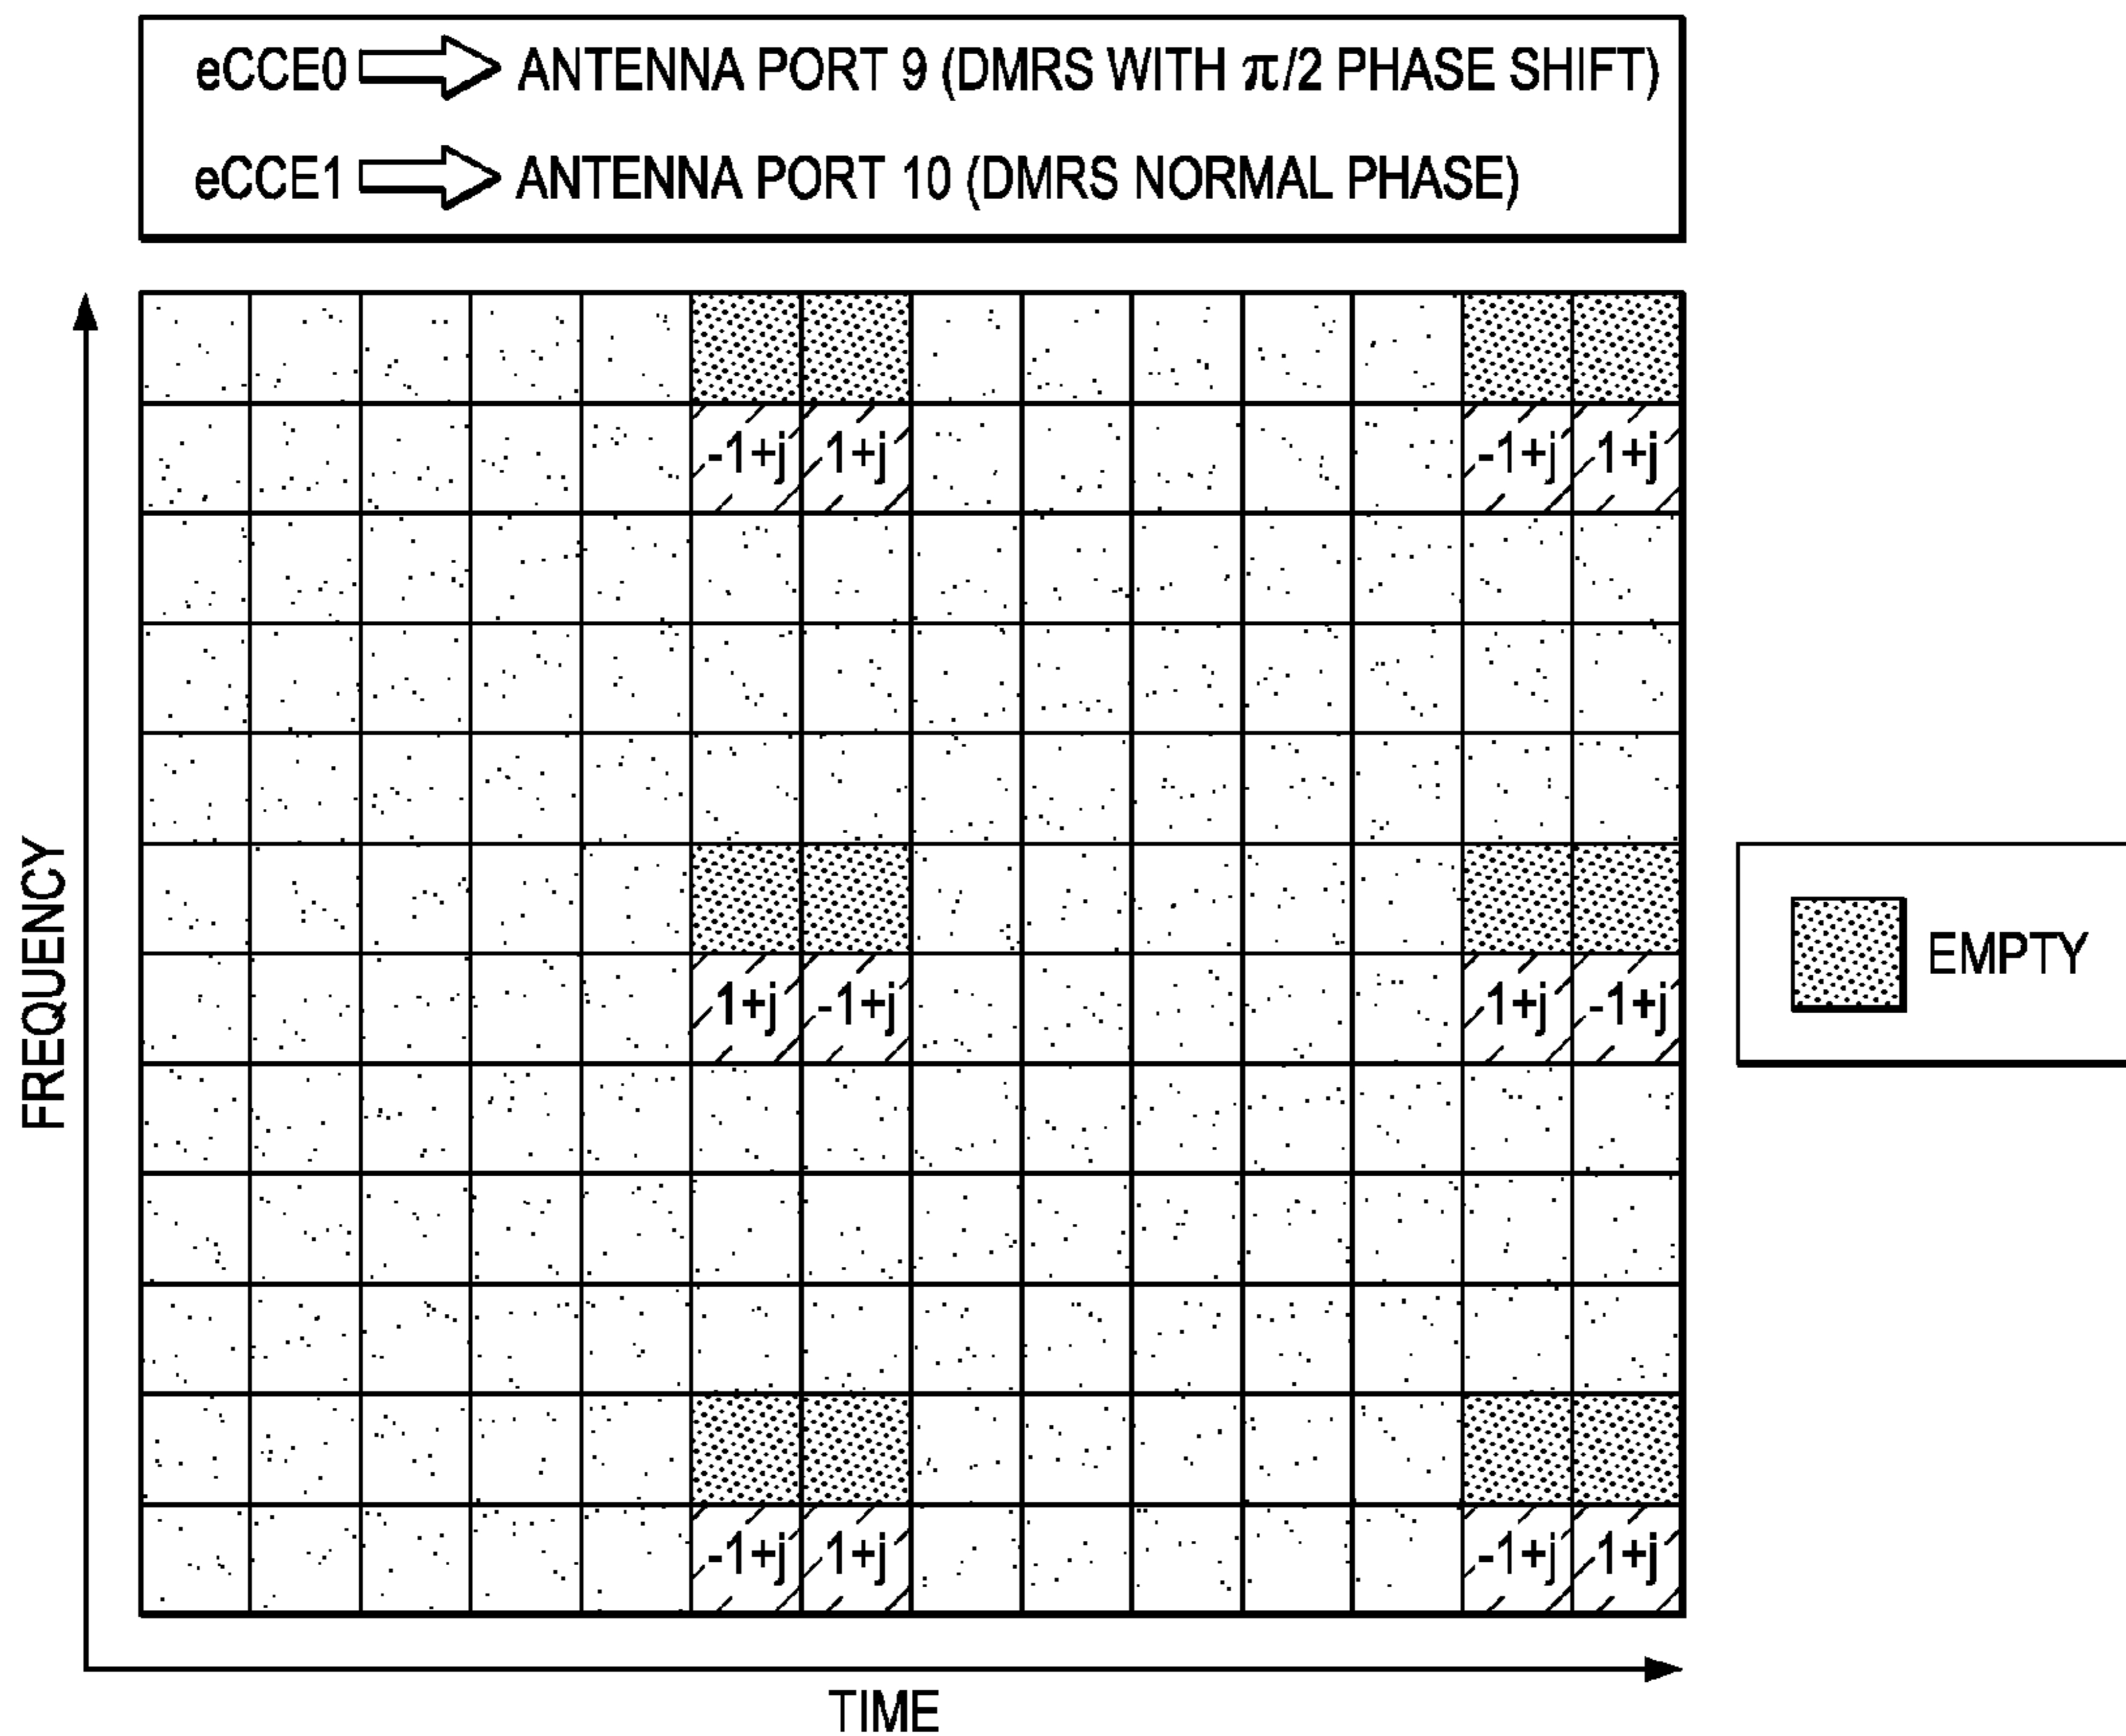 eCCE0 ANTENNA PORT 9 (DMRS WITH π/2 PHASE SHIFT)
eCCE1 ANTENNA PORT 10 (DMRS NORMAL PHASE)
-1+j 1+j -1+j 1+j
1+j -1+j 1+j -1+j
-1+j 1+j -1+j 1+j
FREQUENCY
TIME
EMPTY